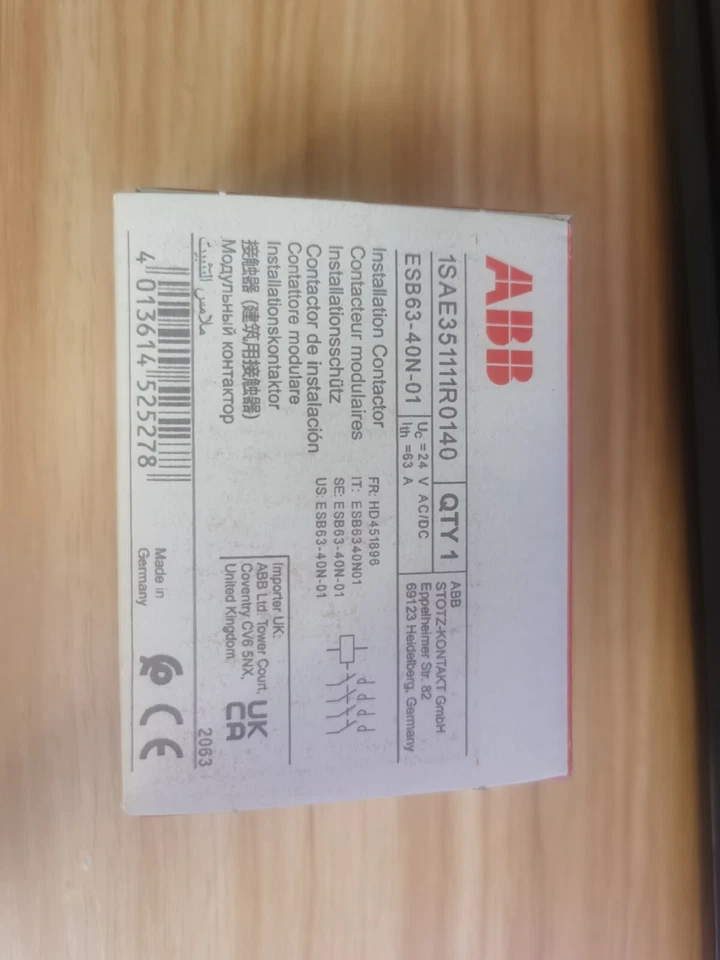 ABB
1SAE351111R0140
QTY 1
ESB63-40N-01
Uc =24 V AC/DC
Ith =63 A
ABB
STOTZ-KONTAKT GmbH
Eppelheimer Str. 82
69123 Heidelberg, Germany
Installation Contactor
Contacteur modulaires
Installationsschütz
Contactor de instalación
Contattore modulare
Installationskontaktor
接触器 (建筑用接触器)
Модульный контактор
ملامس التثبيت
FR: HD451896
IT: ESB6340N01
SE: ESB63-40N-01
US: ESB63-40N-01
Importer UK:
ABB Ltd. Tower Court,
Coventry CV6 5NX,
United Kingdom
UK
CA
2063
4 013614 525278
Made in
Germany
CE